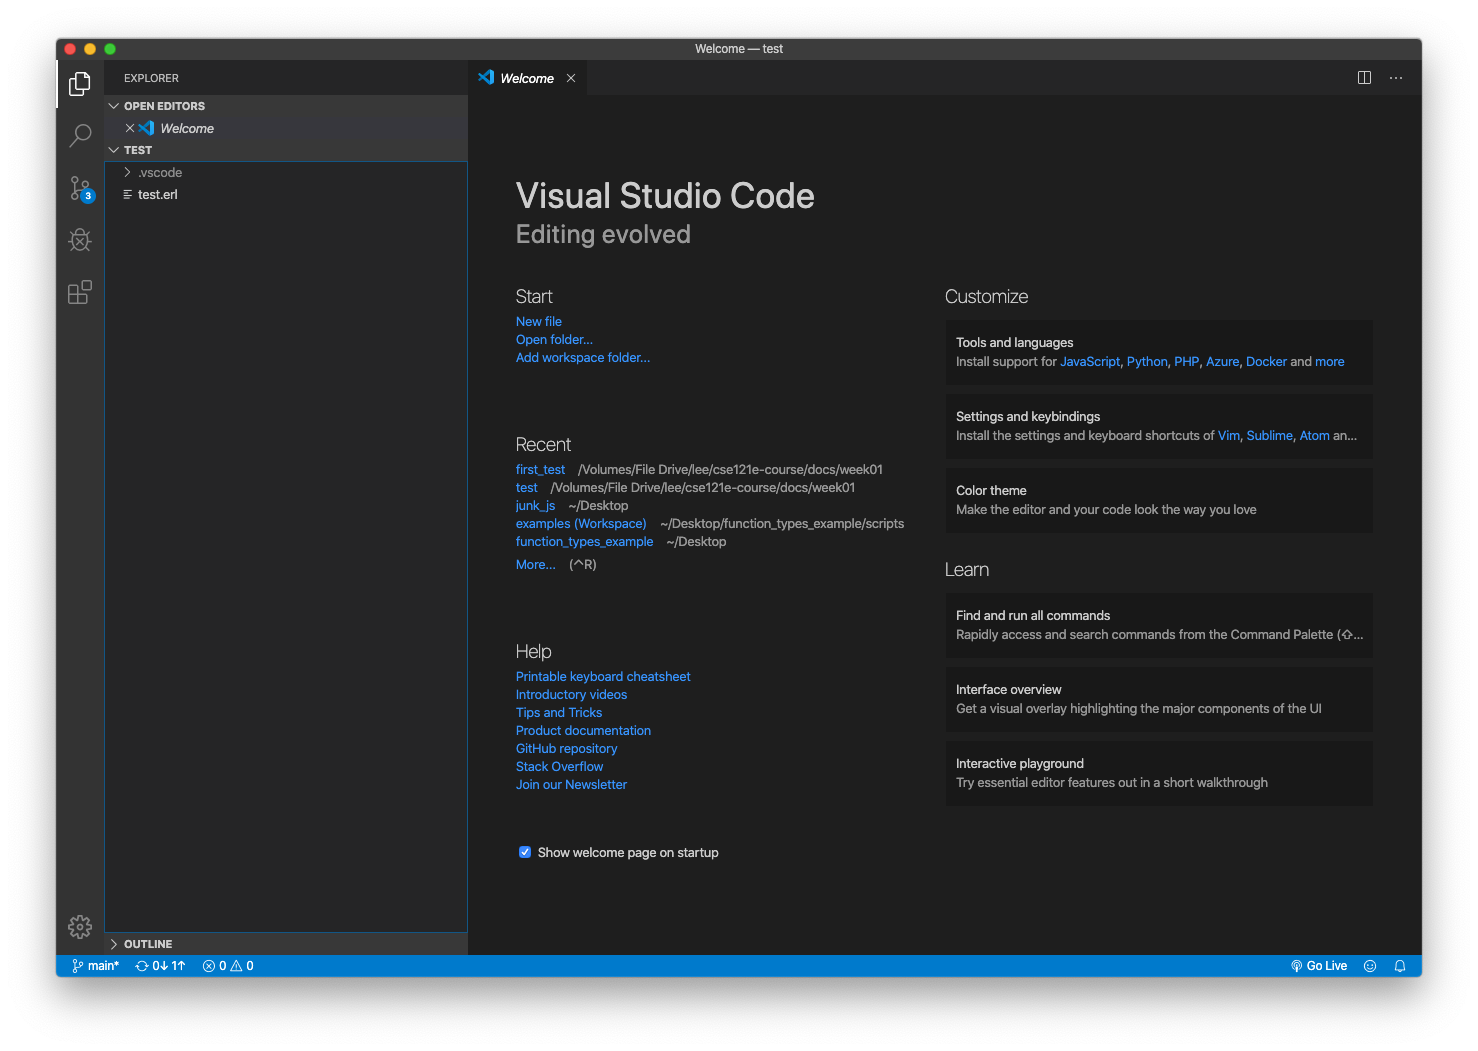 Welcome — test
EXPLORER
OPEN EDITORS
Welcome
TEST
.vscode
test.erl
3
OUTLINE
Welcome
Visual Studio Code
Editing evolved
Start
New file
Open folder...
Add workspace folder...
Recent
first_test /Volumes/File Drive/lee/cse121e-course/docs/week01
test /Volumes/File Drive/lee/cse121e-course/docs/week01
junk_js ~/Desktop
examples (Workspace) ~/Desktop/function_types_example/scripts
function_types_example ~/Desktop
More... (^R)
Help
Printable keyboard cheatsheet
Introductory videos
Tips and Tricks
Product documentation
GitHub repository
Stack Overflow
Join our Newsletter
Show welcome page on startup
Customize
Tools and languages
Install support for JavaScript, Python, PHP, Azure, Docker and more
Settings and keybindings
Install the settings and keyboard shortcuts of Vim, Sublime, Atom an...
Color theme
Make the editor and your code look the way you love
Learn
Find and run all commands
Rapidly access and search commands from the Command Palette (⇧...
Interface overview
Get a visual overlay highlighting the major components of the UI
Interactive playground
Try essential editor features out in a short walkthrough
main* 0↓ 1↑ 0 0 Go Live